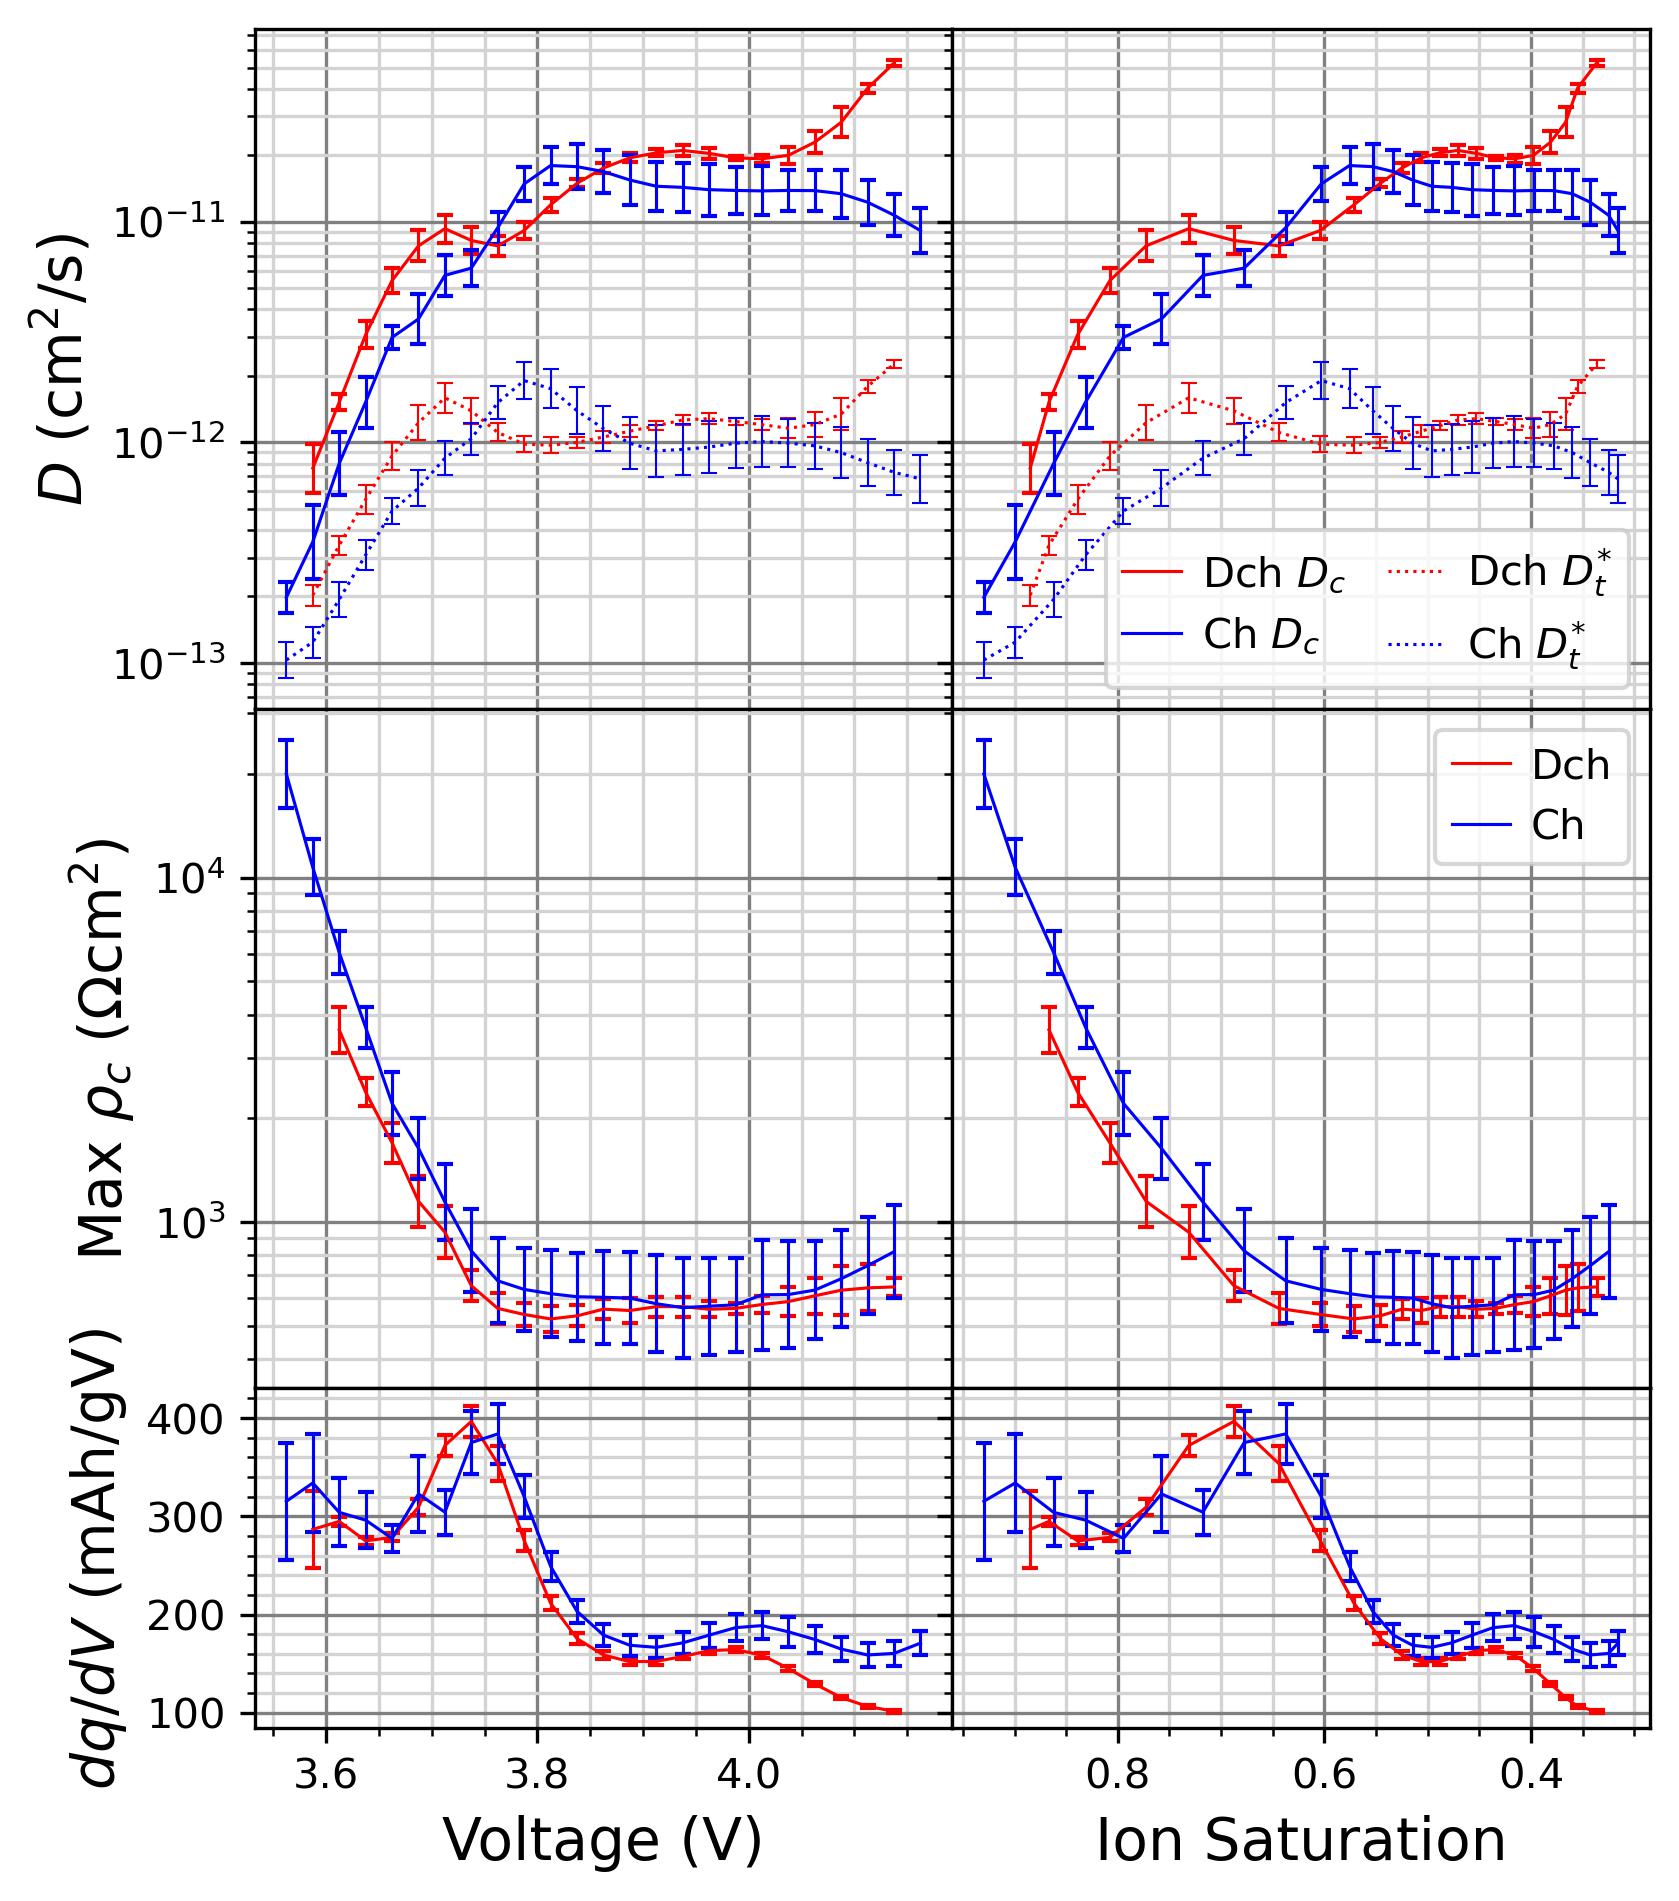 D (cm²/s)
10⁻¹¹
10⁻¹²
10⁻¹³
Dch D_c
Ch D_c
Dch D_t^*
Ch D_t^*
Max ρ_c (Ωcm²)
10⁴
10³
Dch
Ch
dq/dV (mAh/gV)
400
300
200
100
3.6 3.8 4.0
0.8 0.6 0.4
Voltage (V)
Ion Saturation